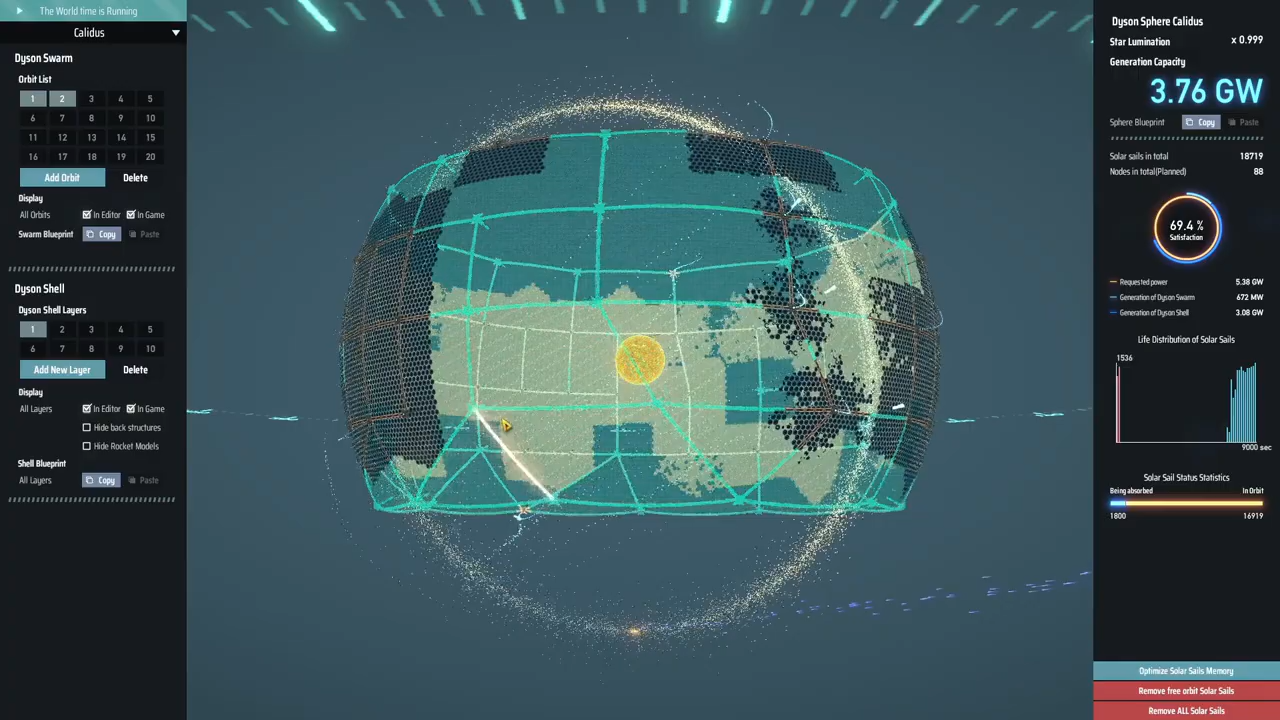 The World time is Running
Calidus
Dyson Swarm
Orbit List
1 2 3 4 5
6 7 8 9 10
11 12 13 14 15
16 17 18 19 20
Add Orbit Delete
Display
All Orbits In Editor In Game
Swarm Blueprint Copy Paste
Dyson Shell
Dyson Shell Layers
1 2 3 4 5
6 7 8 9 10
Add New Layer Delete
Display
All Layers In Editor In Game
Hide back structures
Hide Rocket Models
Shell Blueprint
All Layers Copy Paste
Dyson Sphere Calidus
Star Lumination x 0.999
Generation Capacity
3.76 GW
Sphere Blueprint Copy Paste
Solar sails in total 18719
Nodes in total(Planned) 88
69.4 %
Satisfaction
Requested power 5.38 GW
Generation of Dyson Swarm 672 MW
Generation of Dyson Shell 3.08 GW
Life Distribution of Solar Sails
1536
9000 sec
Solar Sail Status Statistics
Being absorbed In Orbit
1800 16919
Optimize Solar Sails Memory
Remove free orbit Solar Sails
Remove ALL Solar Sails